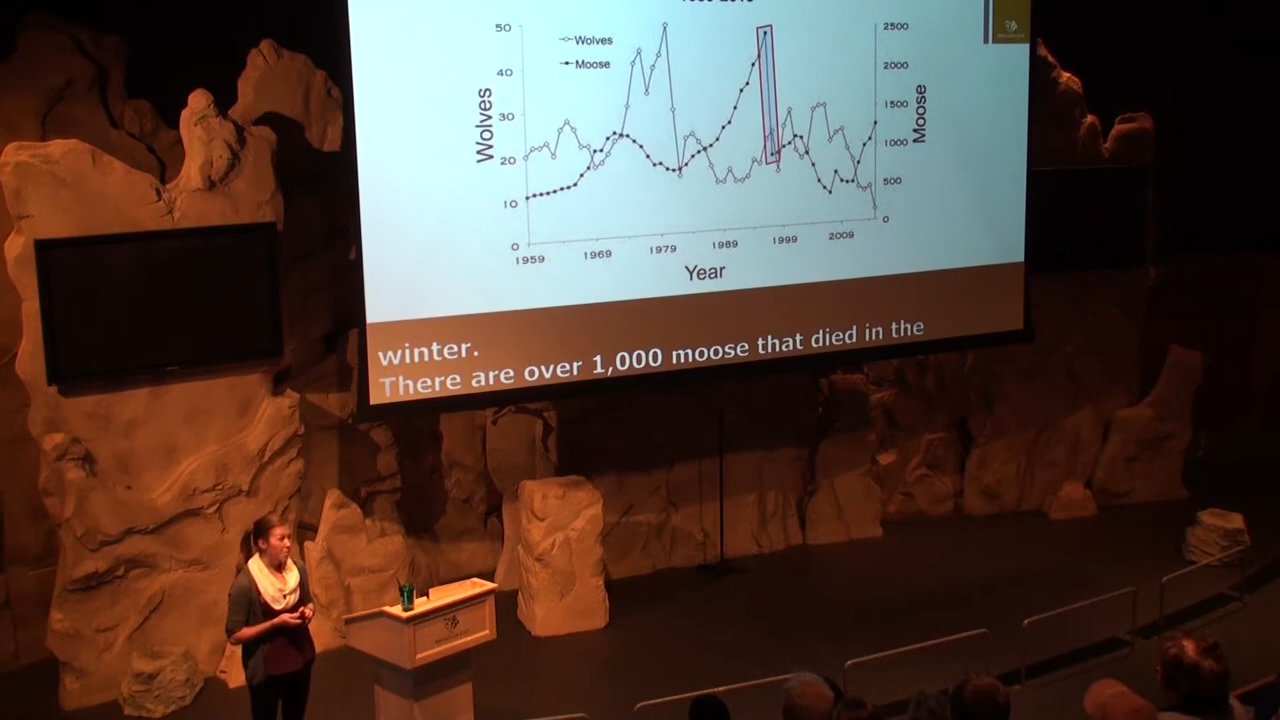 50
40
30
20
10
0
Wolves
Wolves
Moose
2500
2000
1500
1000
500
0
Moose
1959
1969
1979
1989
1999
2009
Year
winter.
There are over 1,000 moose that died in the